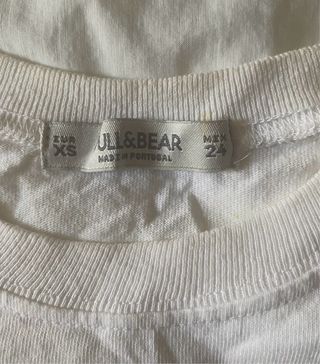 EUR
XS
ULL&BEAR
MADE IN PORTUGAL
MEX
24